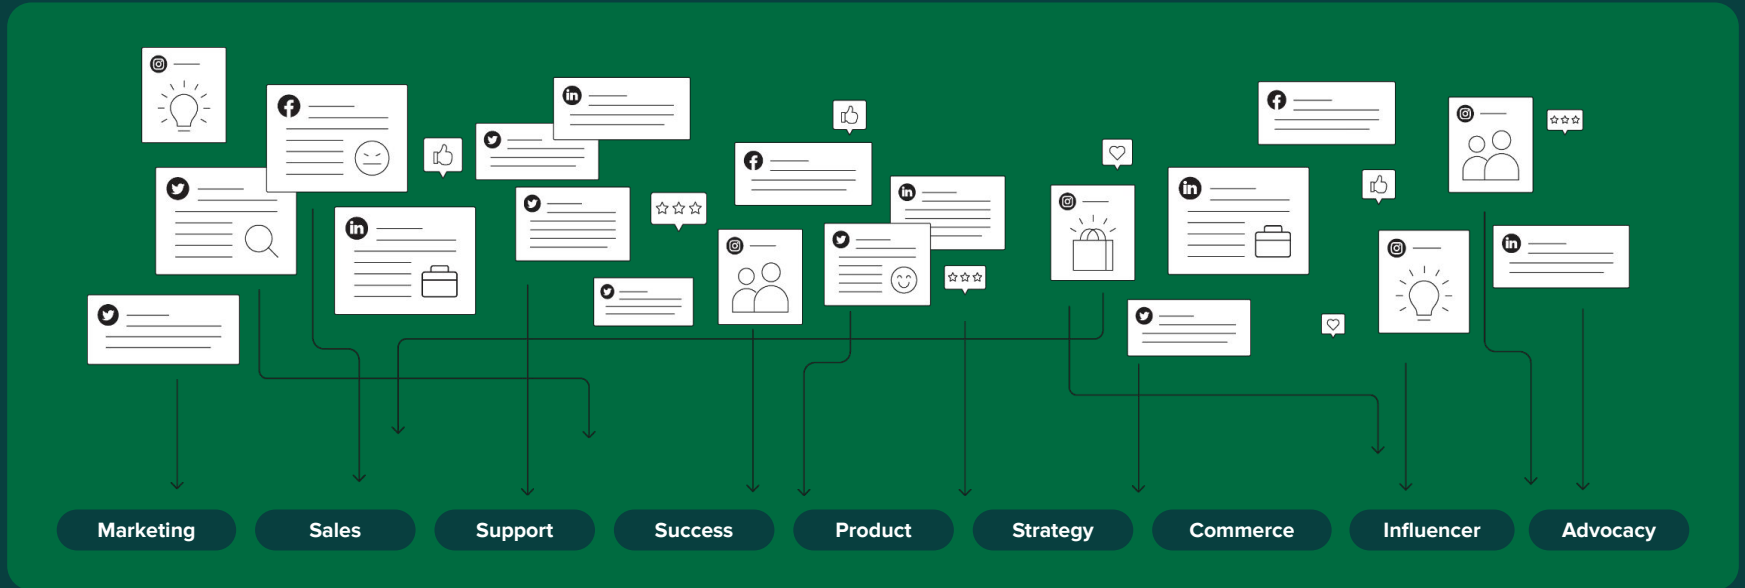 Marketing
Sales
Support
Success
Product
Strategy
Commerce
Influencer
Advocacy